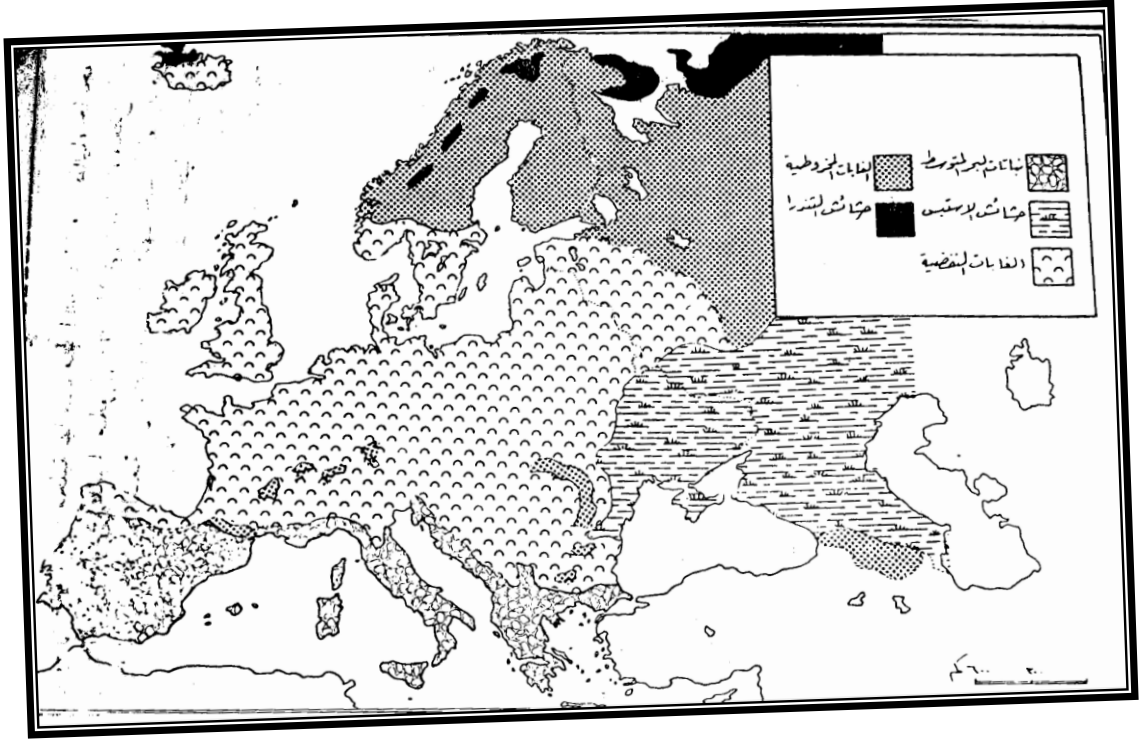 نباتات البحر المتوسط
الغابات المخروطية
حشائش الاستبس
حشائش التندرا
الغابات النفضية
٣٠٠
٦٠٠ كم